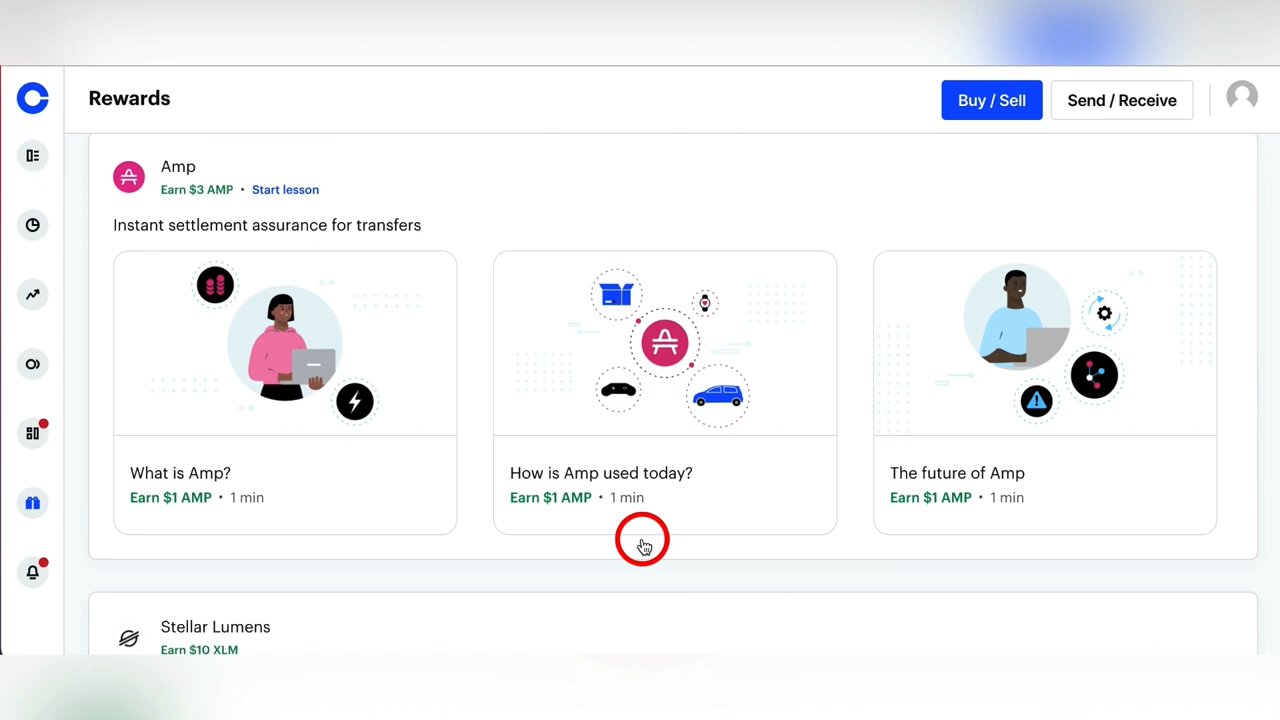 Rewards
Buy / Sell
Send / Receive
Amp
Earn $3 AMP • Start lesson
Instant settlement assurance for transfers
What is Amp?
Earn $1 AMP • 1 min
How is Amp used today?
Earn $1 AMP • 1 min
The future of Amp
Earn $1 AMP • 1 min
Stellar Lumens
Earn $10 XLM